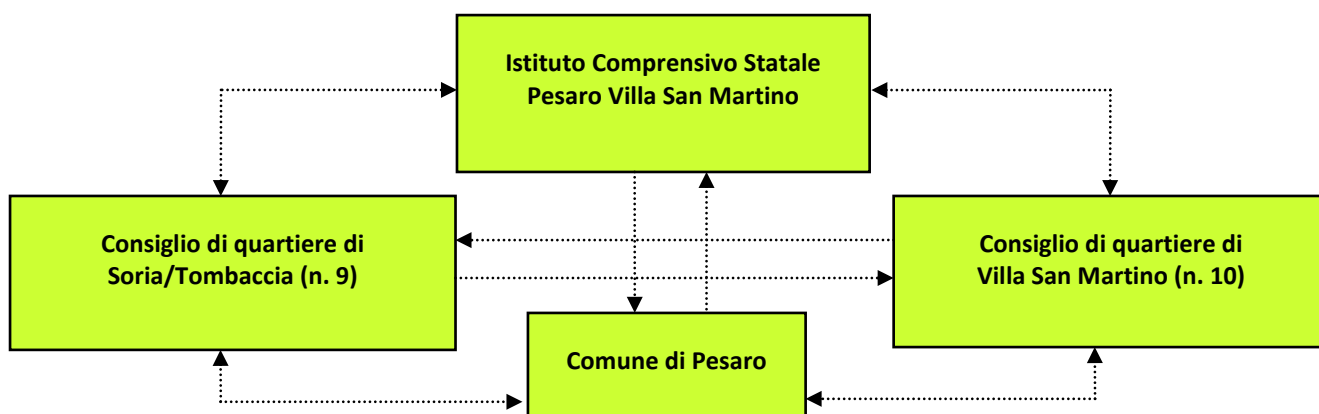 Istituto Comprensivo Statale
Pesaro Villa San Martino
Consiglio di quartiere di
Soria/Tombaccia (n. 9)
Consiglio di quartiere di
Villa San Martino (n. 10)
Comune di Pesaro